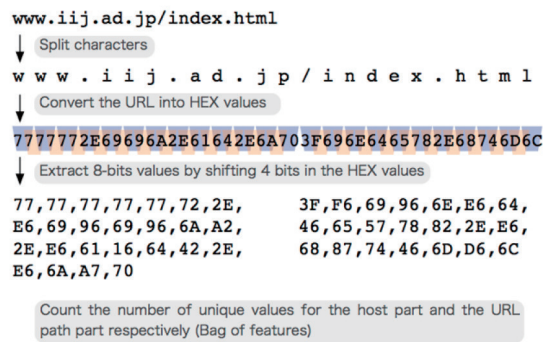 www.iij.ad.jp/index.html
Split characters
w w w . i i j . a d . j p / i n d e x . h t m l
Convert the URL into HEX values
7777772E69696A2E61642E6A703F696E6465782E68746D6C
Extract 8-bits values by shifting 4 bits in the HEX values
77,77,77,77,77,72,2E, 3F,F6,69,96,6E,E6,64,
E6,69,96,69,96,6A,A2, 46,65,57,78,82,2E,E6,
2E,E6,61,16,64,42,2E, 68,87,74,46,6D,D6,6C
E6,6A,A7,70
Count the number of unique values for the host part and the URL
path part respectively (Bag of features)